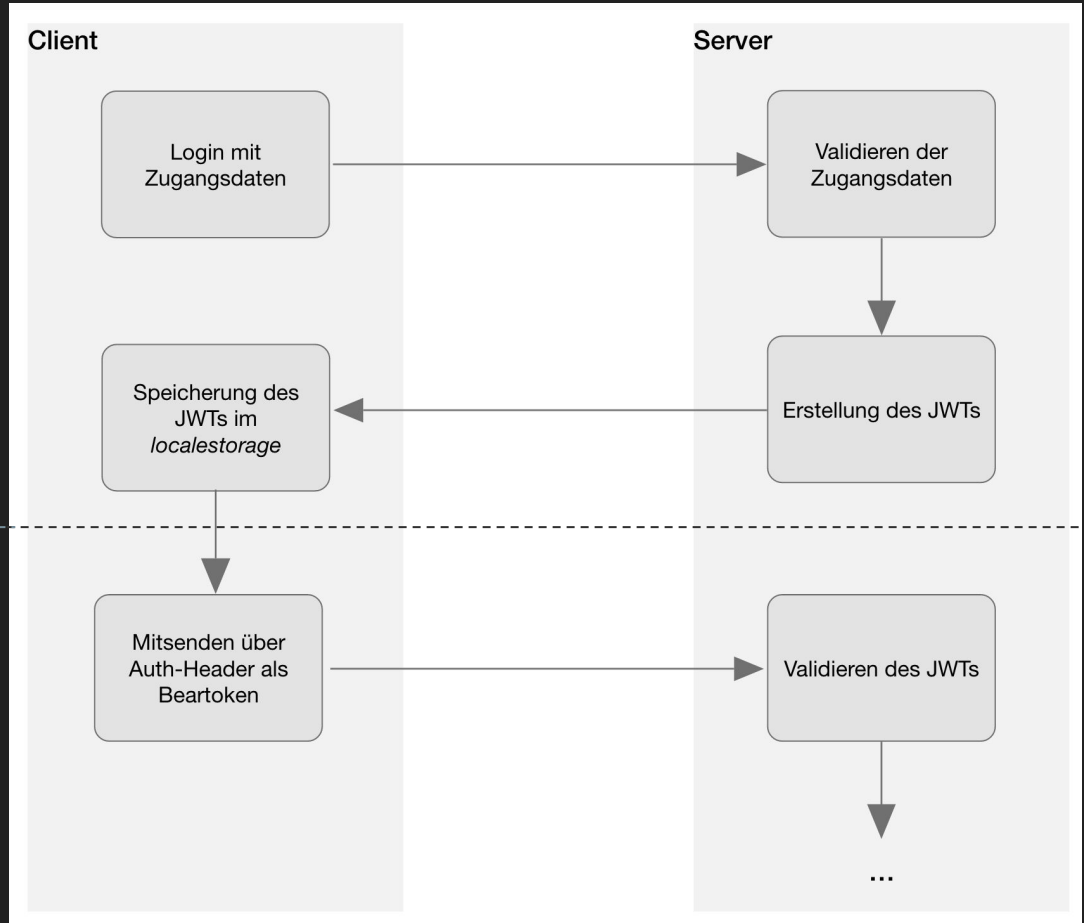 Client
Server
Login mit
Zugangsdaten
Validieren der
Zugangsdaten
Speicherung des
JWTs im
localestorage
Erstellung des JWTs
Mitsenden über
Auth-Header als
Beartoken
Validieren des JWTs
...